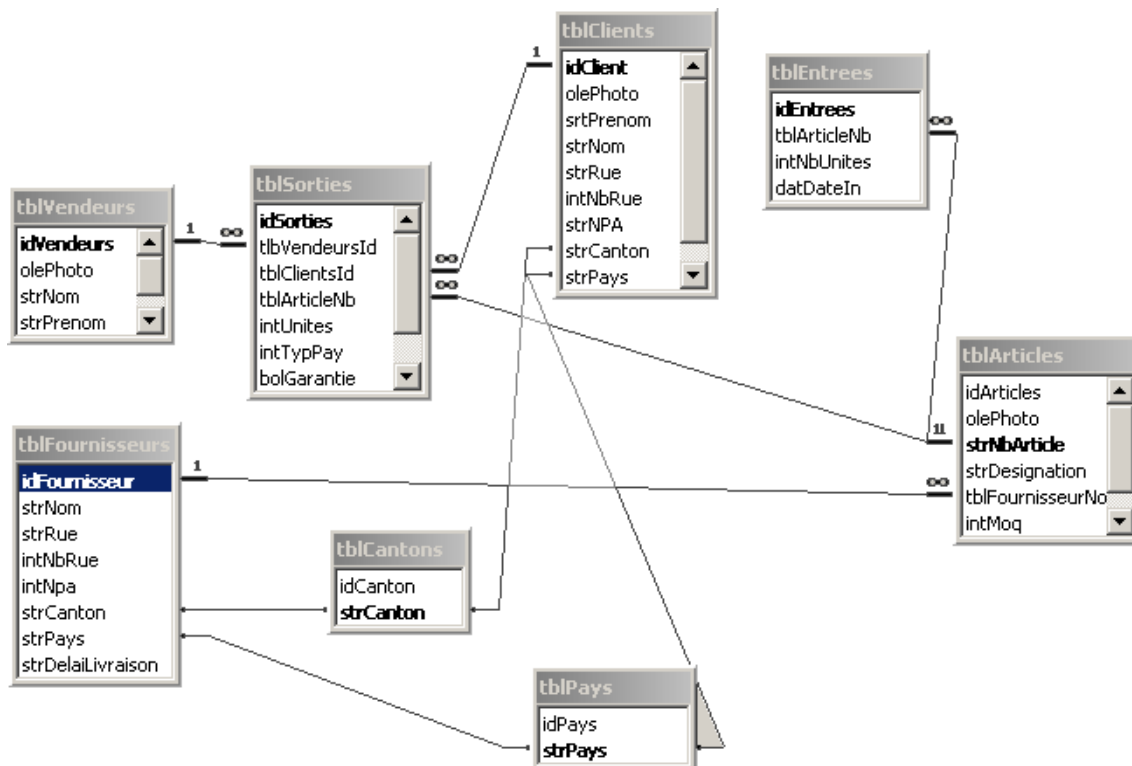 tblClients
1
idClient
olePhoto
srtPrenom
strNom
strRue
intNbRue
strNPA
strCanton
strPays
tblEntrees
idEntrees
tblArticleNb
intNbUnites
datDateIn
∞
tblSorties
idSorties
tlbVendeursId
tblClientsId
tblArticleNb
intUnites
intTypPay
bolGarantie
∞
∞
∞
tblVendeurs
1
idVendeurs
olePhoto
strNom
strPrenom
tblArticles
idArticles
olePhoto
strNbArticle
strDesignation
tblFournisseurNo
intMoq
11
∞
tblFournisseurs
1
idFournisseur
strNom
strRue
intNbRue
intNpa
strCanton
strPays
strDelaiLivraison
tblCantons
idCanton
strCanton
tblPays
idPays
strPays